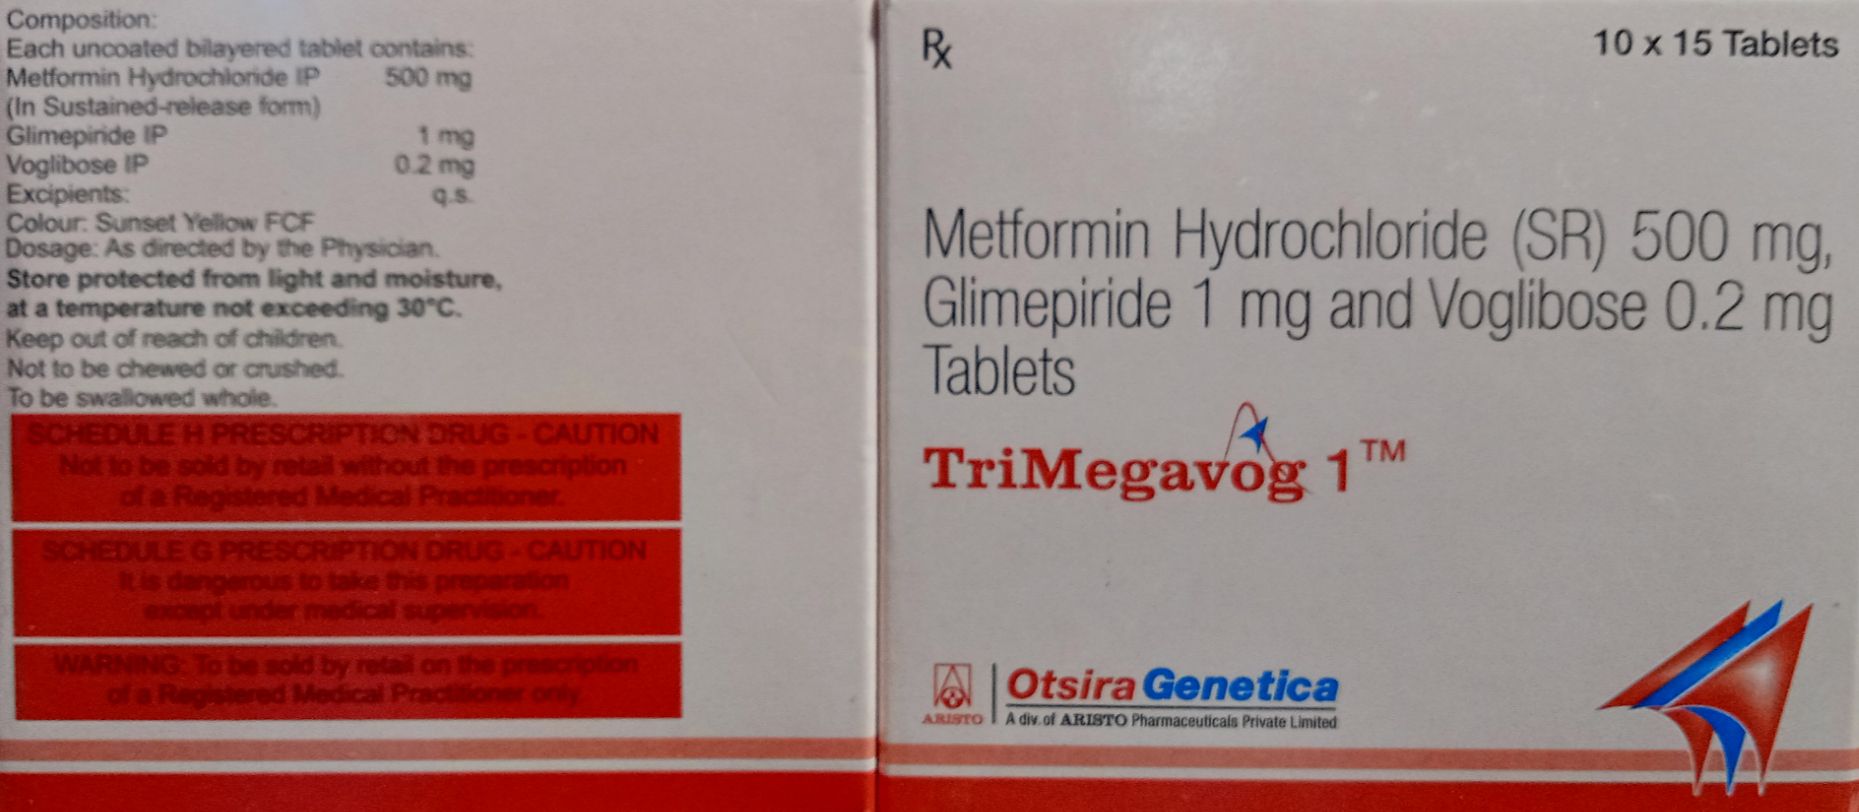 Composition:
Each uncoated bilayered tablet contains:
Metformin Hydrochloride IP 500 mg
(In Sustained-release form)
Glimepiride IP 1 mg
Voglibose IP 0.2 mg
Excipients: q.s.
Colour: Sunset Yellow FCF
Dosage: As directed by the Physician.
Store protected from light and moisture,
at a temperature not exceeding 30°C.
Keep out of reach of children.
Not to be chewed or crushed.
To be swallowed whole.
SCHEDULE H PRESCRIPTION DRUG - CAUTION
Not to be sold by retail without the prescription
of a Registered Medical Practitioner.
SCHEDULE G PRESCRIPTION DRUG - CAUTION
It is dangerous to take this preparation
except under medical supervision.
WARNING: To be sold by retail on the prescription
of a Registered Medical Practitioner only.
Rx
10 x 15 Tablets
Metformin Hydrochloride (SR) 500 mg,
Glimepiride 1 mg and Voglibose 0.2 mg
Tablets
TriMegavog 1™
ARISTO
Otsira Genetica
A div. of ARISTO Pharmaceuticals Private Limited